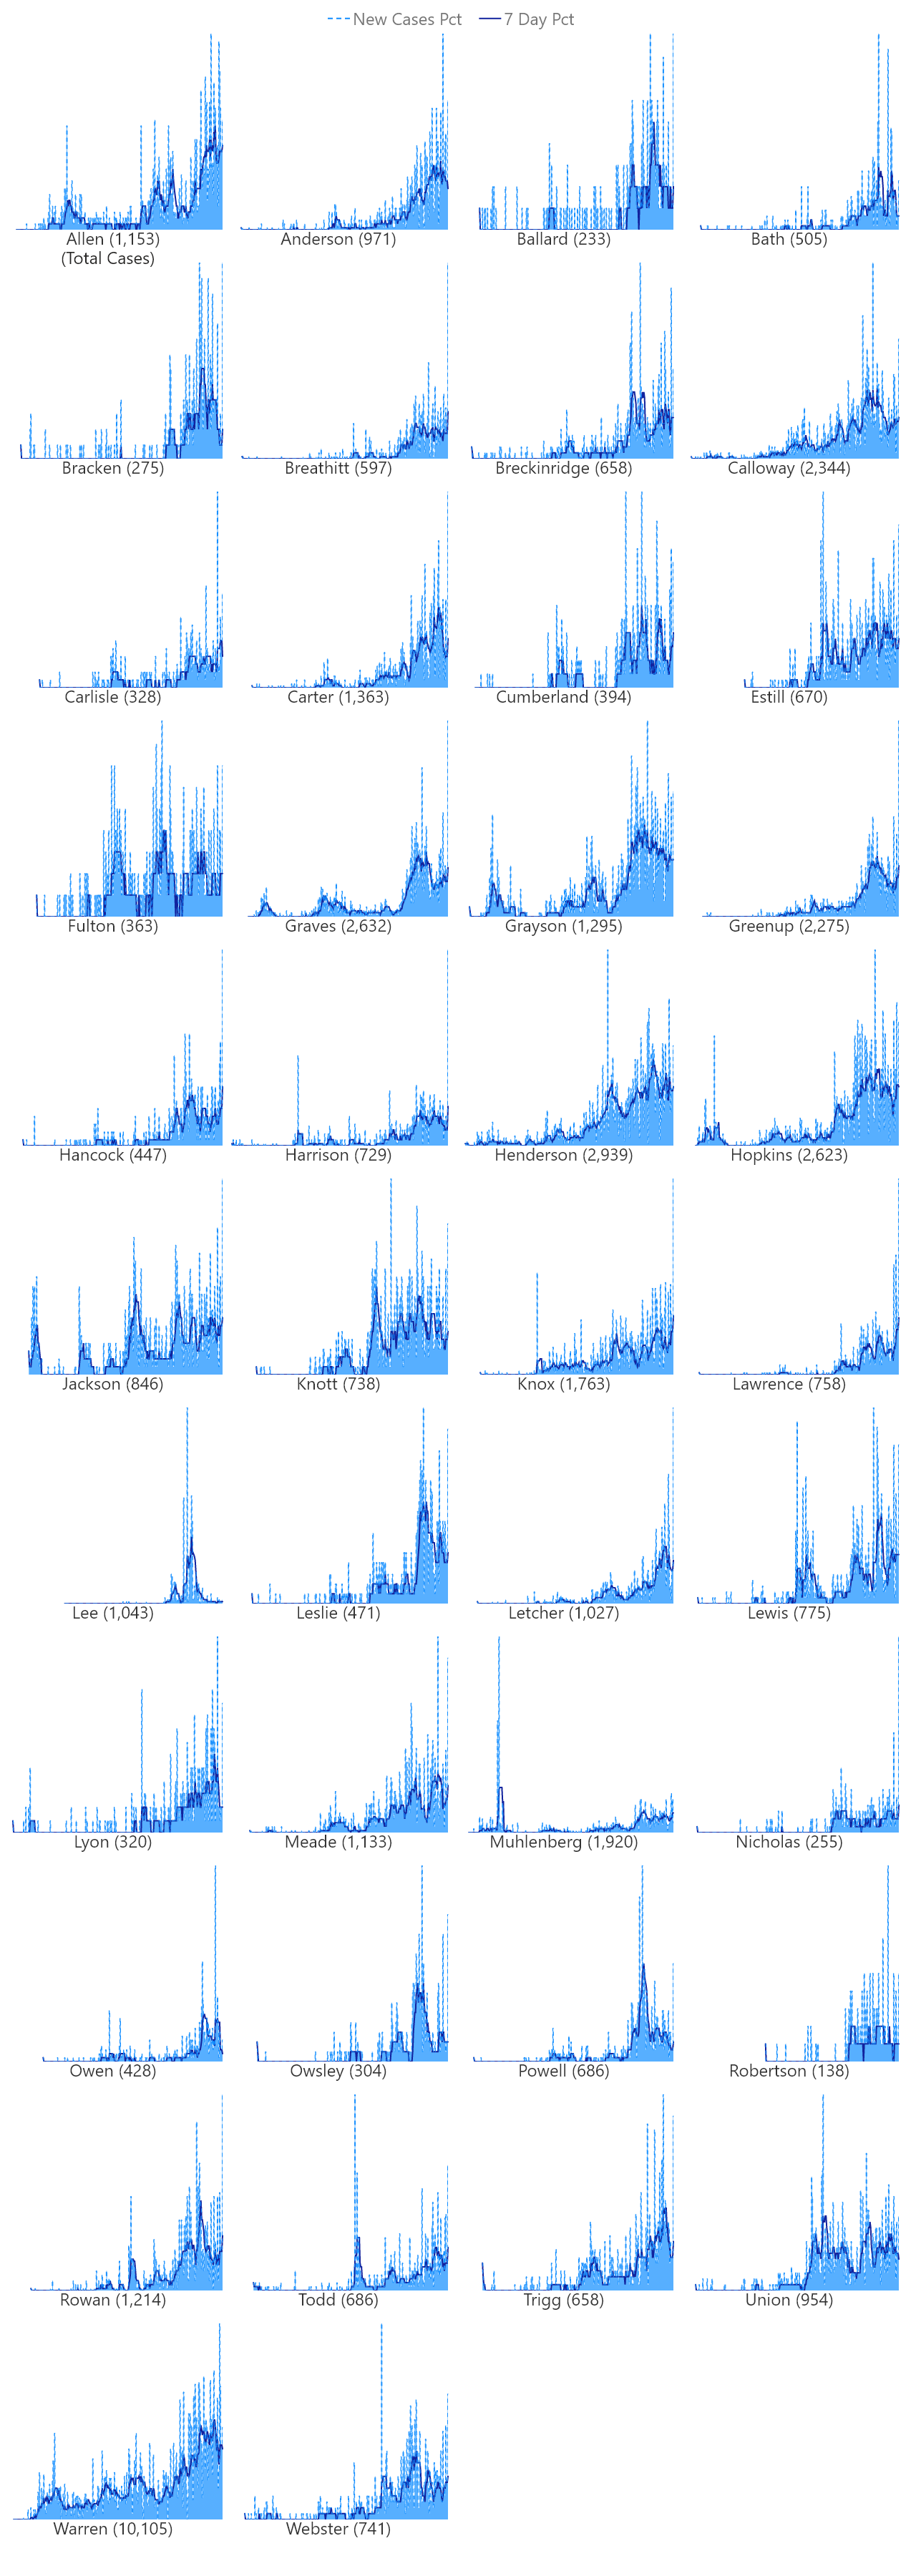 New Cases Pct 7 Day Pct
Allen (1,153) Anderson (971) Ballard (233) Bath (505)
(Total Cases)
Bracken (275) Breathitt (597) Breckinridge (658) Calloway (2,344)
Carlisle (328) Carter (1,363) Cumberland (394) Estill (670)
Fulton (363) Graves (2,632) Grayson (1,295) Greenup (2,275)
Hancock (447) Harrison (729) Henderson (2,939) Hopkins (2,623)
Jackson (846) Knott (738) Knox (1,763) Lawrence (758)
Lee (1,043) Leslie (471) Letcher (1,027) Lewis (775)
Lyon (320) Meade (1,133) Muhlenberg (1,920) Nicholas (255)
Owen (428) Owsley (304) Powell (686) Robertson (138)
Rowan (1,214) Todd (686) Trigg (658) Union (954)
Warren (10,105) Webster (741)